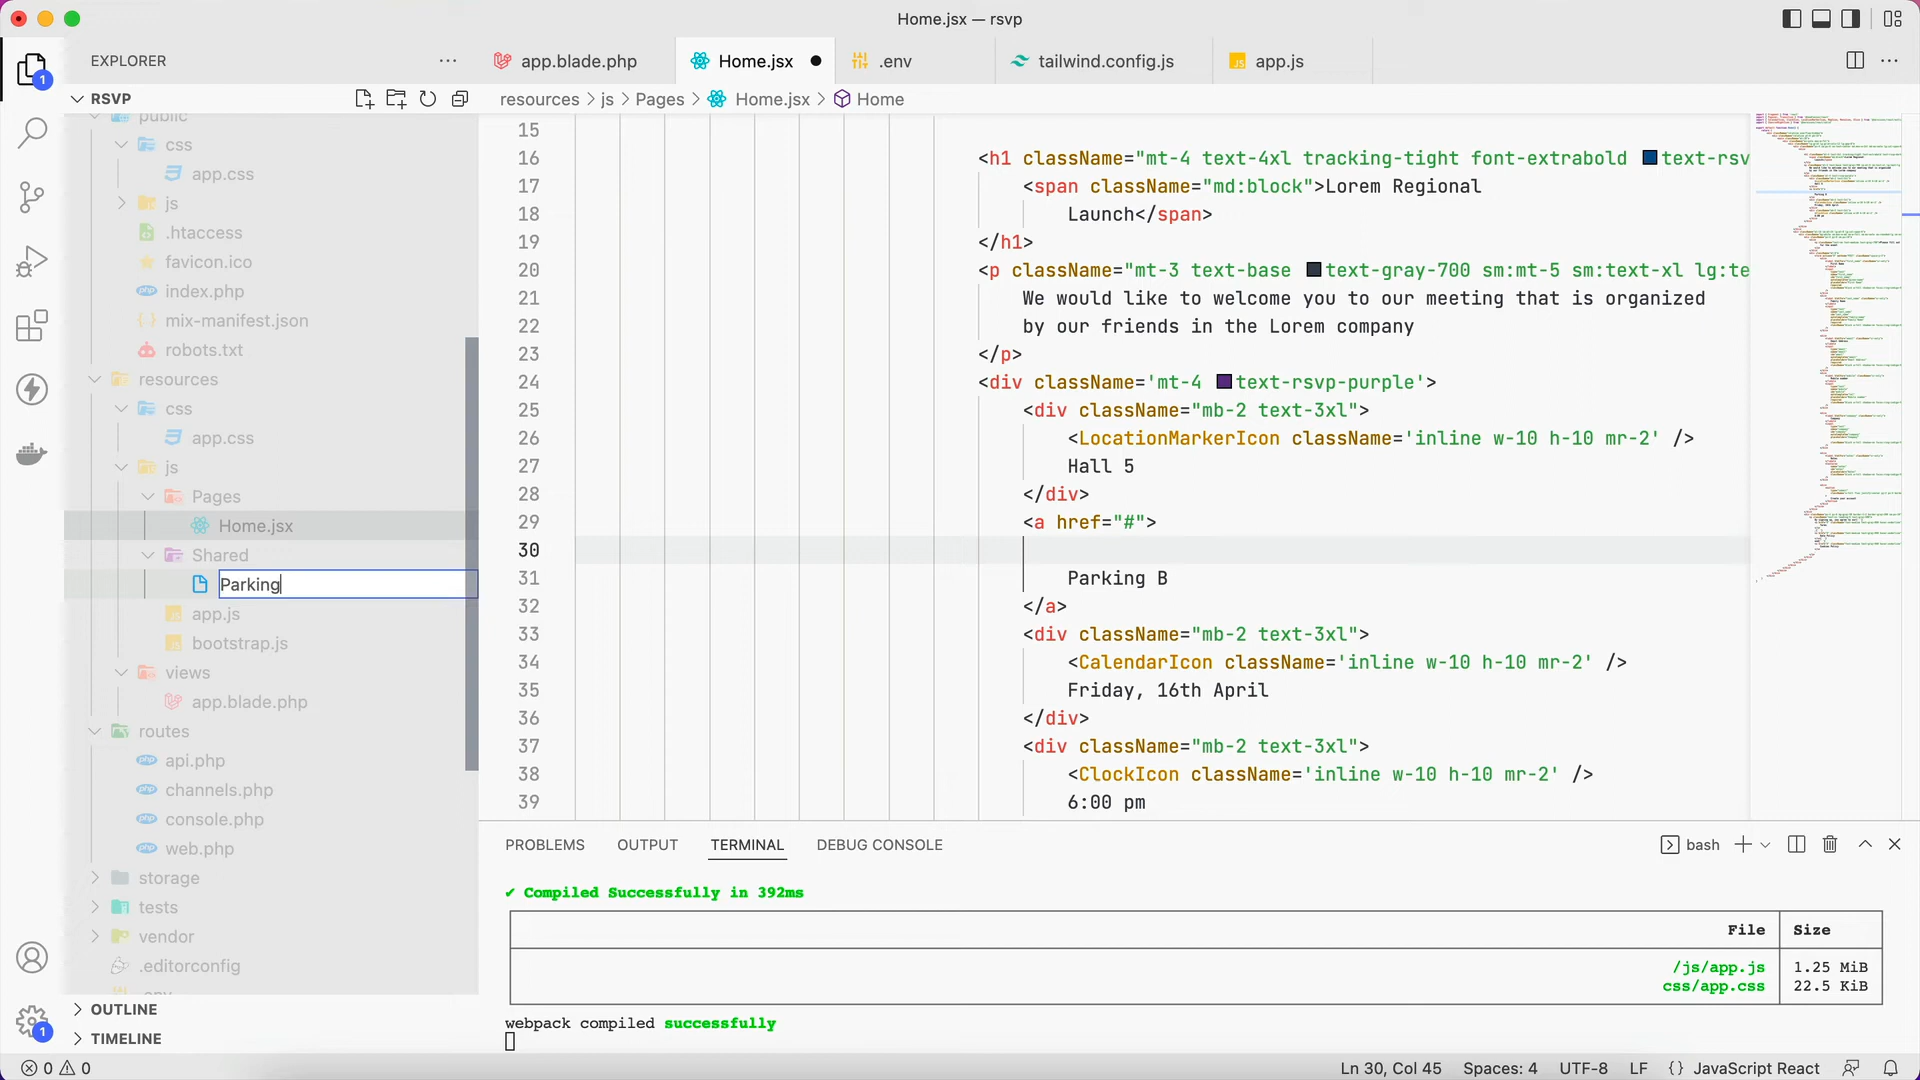 Home.jsx — rsvp
EXPLORER
app.blade.php
Home.jsx
.env
tailwind.config.js
JS app.js
RSVP
resources > js > Pages > Home.jsx > Home
public
css
app.css
js
.htaccess
favicon.ico
php index.php
mix-manifest.json
robots.txt
resources
css
app.css
js
Pages
Home.jsx
Shared
Parking
JS app.js
JS bootstrap.js
views
app.blade.php
routes
php api.php
php channels.php
php console.php
php web.php
storage
tests
vendor
.editorconfig
.env
OUTLINE
TIMELINE
1
1
15
16 <h1 className="mt-4 text-4xl tracking-tight font-extrabold text-rsv
17 <span className="md:block">Lorem Regional
18 Launch</span>
19 </h1>
20 <p className="mt-3 text-base text-gray-700 sm:mt-5 sm:text-xl lg:te
21 We would like to welcome you to our meeting that is organized
22 by our friends in the Lorem company
23 </p>
24 <div className='mt-4 text-rsvp-purple'>
25 <div className="mb-2 text-3xl">
26 <LocationMarkerIcon className='inline w-10 h-10 mr-2' />
27 Hall 5
28 </div>
29 <a href="#">
30
31 Parking B
32 </a>
33 <div className="mb-2 text-3xl">
34 <CalendarIcon className='inline w-10 h-10 mr-2' />
35 Friday, 16th April
36 </div>
37 <div className="mb-2 text-3xl">
38 <ClockIcon className='inline w-10 h-10 mr-2' />
39 6:00 pm
PROBLEMS OUTPUT TERMINAL DEBUG CONSOLE
bash
✔ Compiled Successfully in 392ms
File Size
/js/app.js 1.25 MiB
css/app.css 22.5 KiB
webpack compiled successfully
0 0
Ln 30, Col 45 Spaces: 4 UTF-8 LF {} JavaScript React